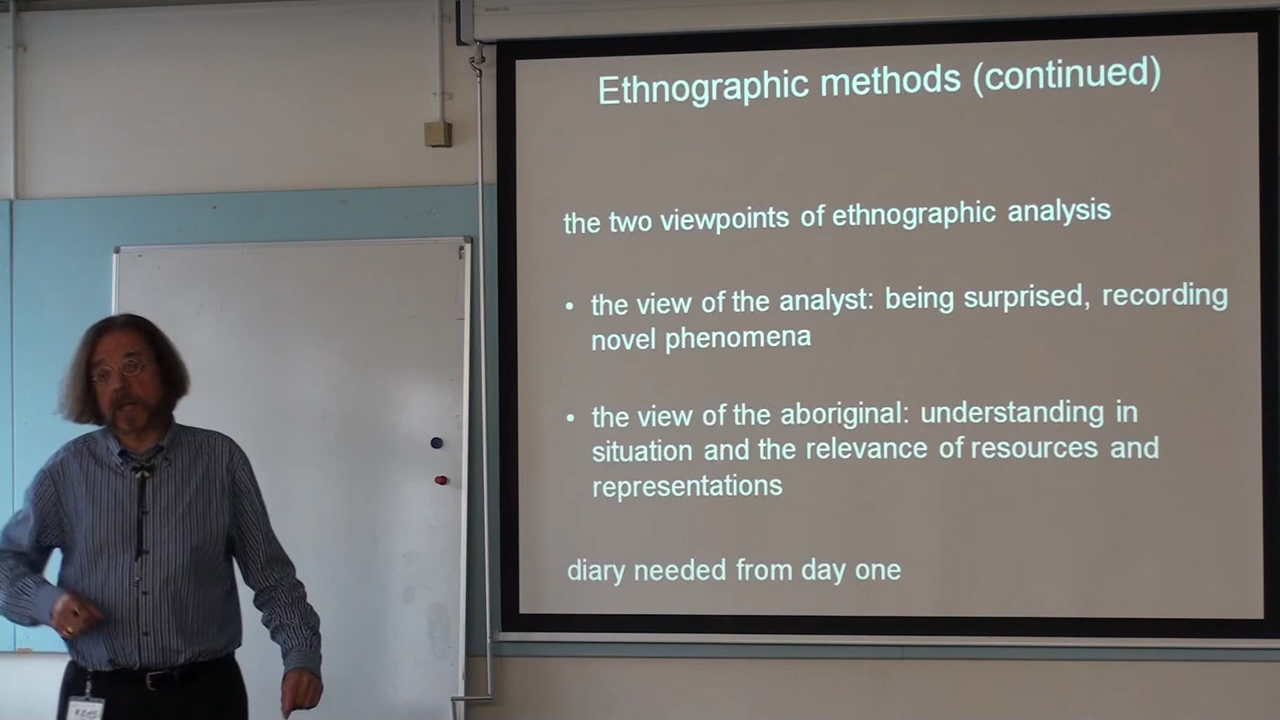 Ethnographic methods (continued)
the two viewpoints of ethnographic analysis
• the view of the analyst: being surprised, recording
novel phenomena
• the view of the aboriginal: understanding in
situation and the relevance of resources and
representations
diary needed from day one